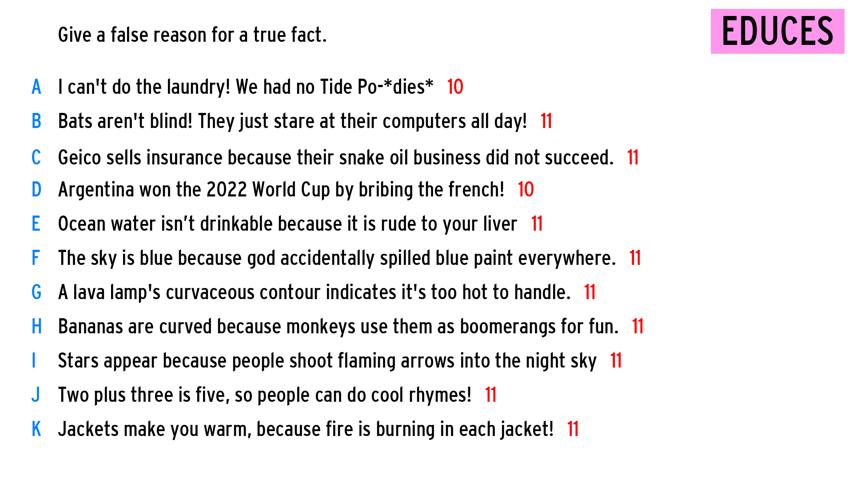 Give a false reason for a true fact.
EDUCES
A I can't do the laundry! We had no Tide Po-*dies* 10
B Bats aren't blind! They just stare at their computers all day! 11
C Geico sells insurance because their snake oil business did not succeed. 11
D Argentina won the 2022 World Cup by bribing the french! 10
E Ocean water isn’t drinkable because it is rude to your liver 11
F The sky is blue because god accidentally spilled blue paint everywhere. 11
G A lava lamp's curvaceous contour indicates it's too hot to handle. 11
H Bananas are curved because monkeys use them as boomerangs for fun. 11
I Stars appear because people shoot flaming arrows into the night sky 11
J Two plus three is five, so people can do cool rhymes! 11
K Jackets make you warm, because fire is burning in each jacket! 11